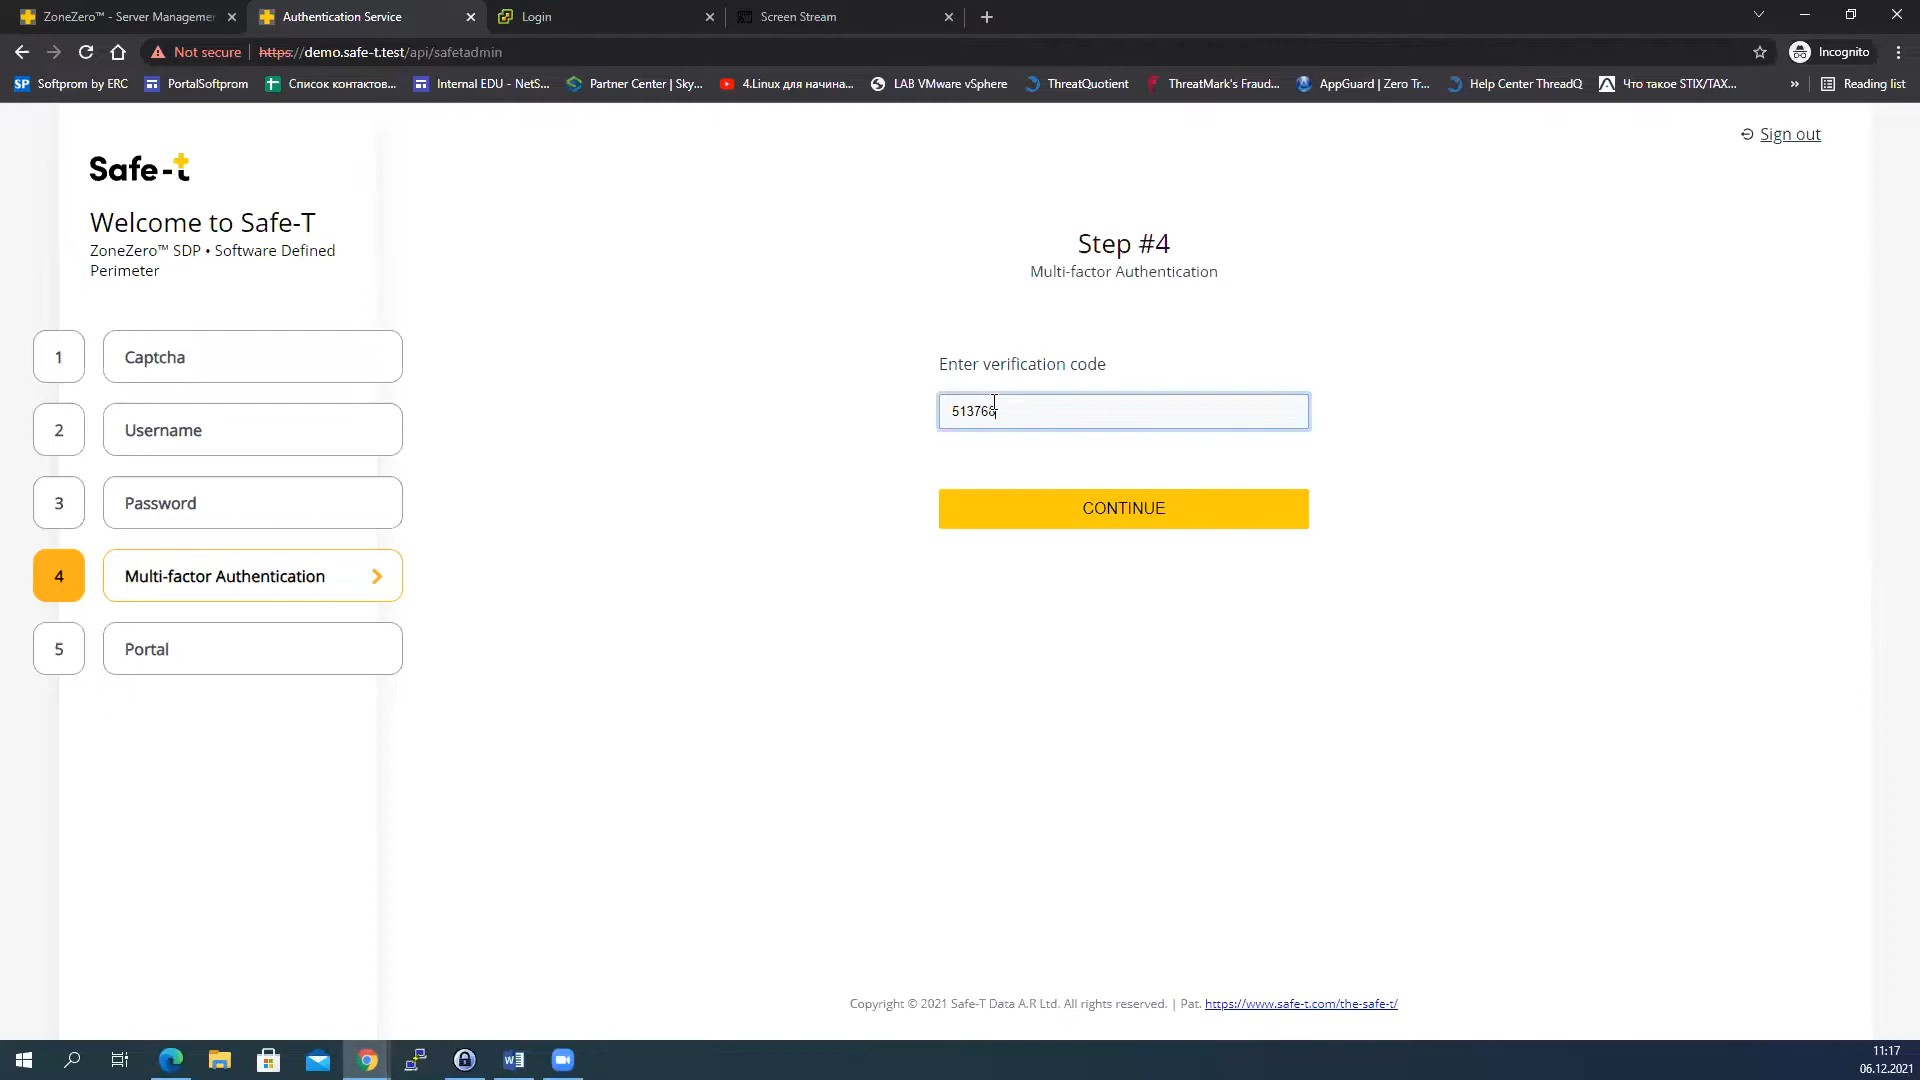 ZoneZero™ - Server Manageme
Authentication Service
Login
Screen Stream
Not secure
https://demo.safe-t.test/api/safetadmin
Incognito
SP Softprom by ERC
PortalSoftprom
Список контактов...
Internal EDU - NetS...
Partner Center | Sky...
4.Linux для начина...
LAB VMware vSphere
ThreatQuotient
ThreatMark's Fraud...
AppGuard | Zero Tr...
Help Center ThreadQ
Что такое STIX/TAX...
»
Reading list
Sign out
Safe-t
Welcome to Safe-T
ZoneZero™ SDP • Software Defined
Perimeter
Step #4
Multi-factor Authentication
1 Captcha
2 Username
3 Password
4 Multi-factor Authentication
5 Portal
Enter verification code
CONTINUE
Copyright © 2021 Safe-T Data A.R Ltd. All rights reserved. | Pat. https://www.safe-t.com/the-safe-t/
11:17
06.12.2021